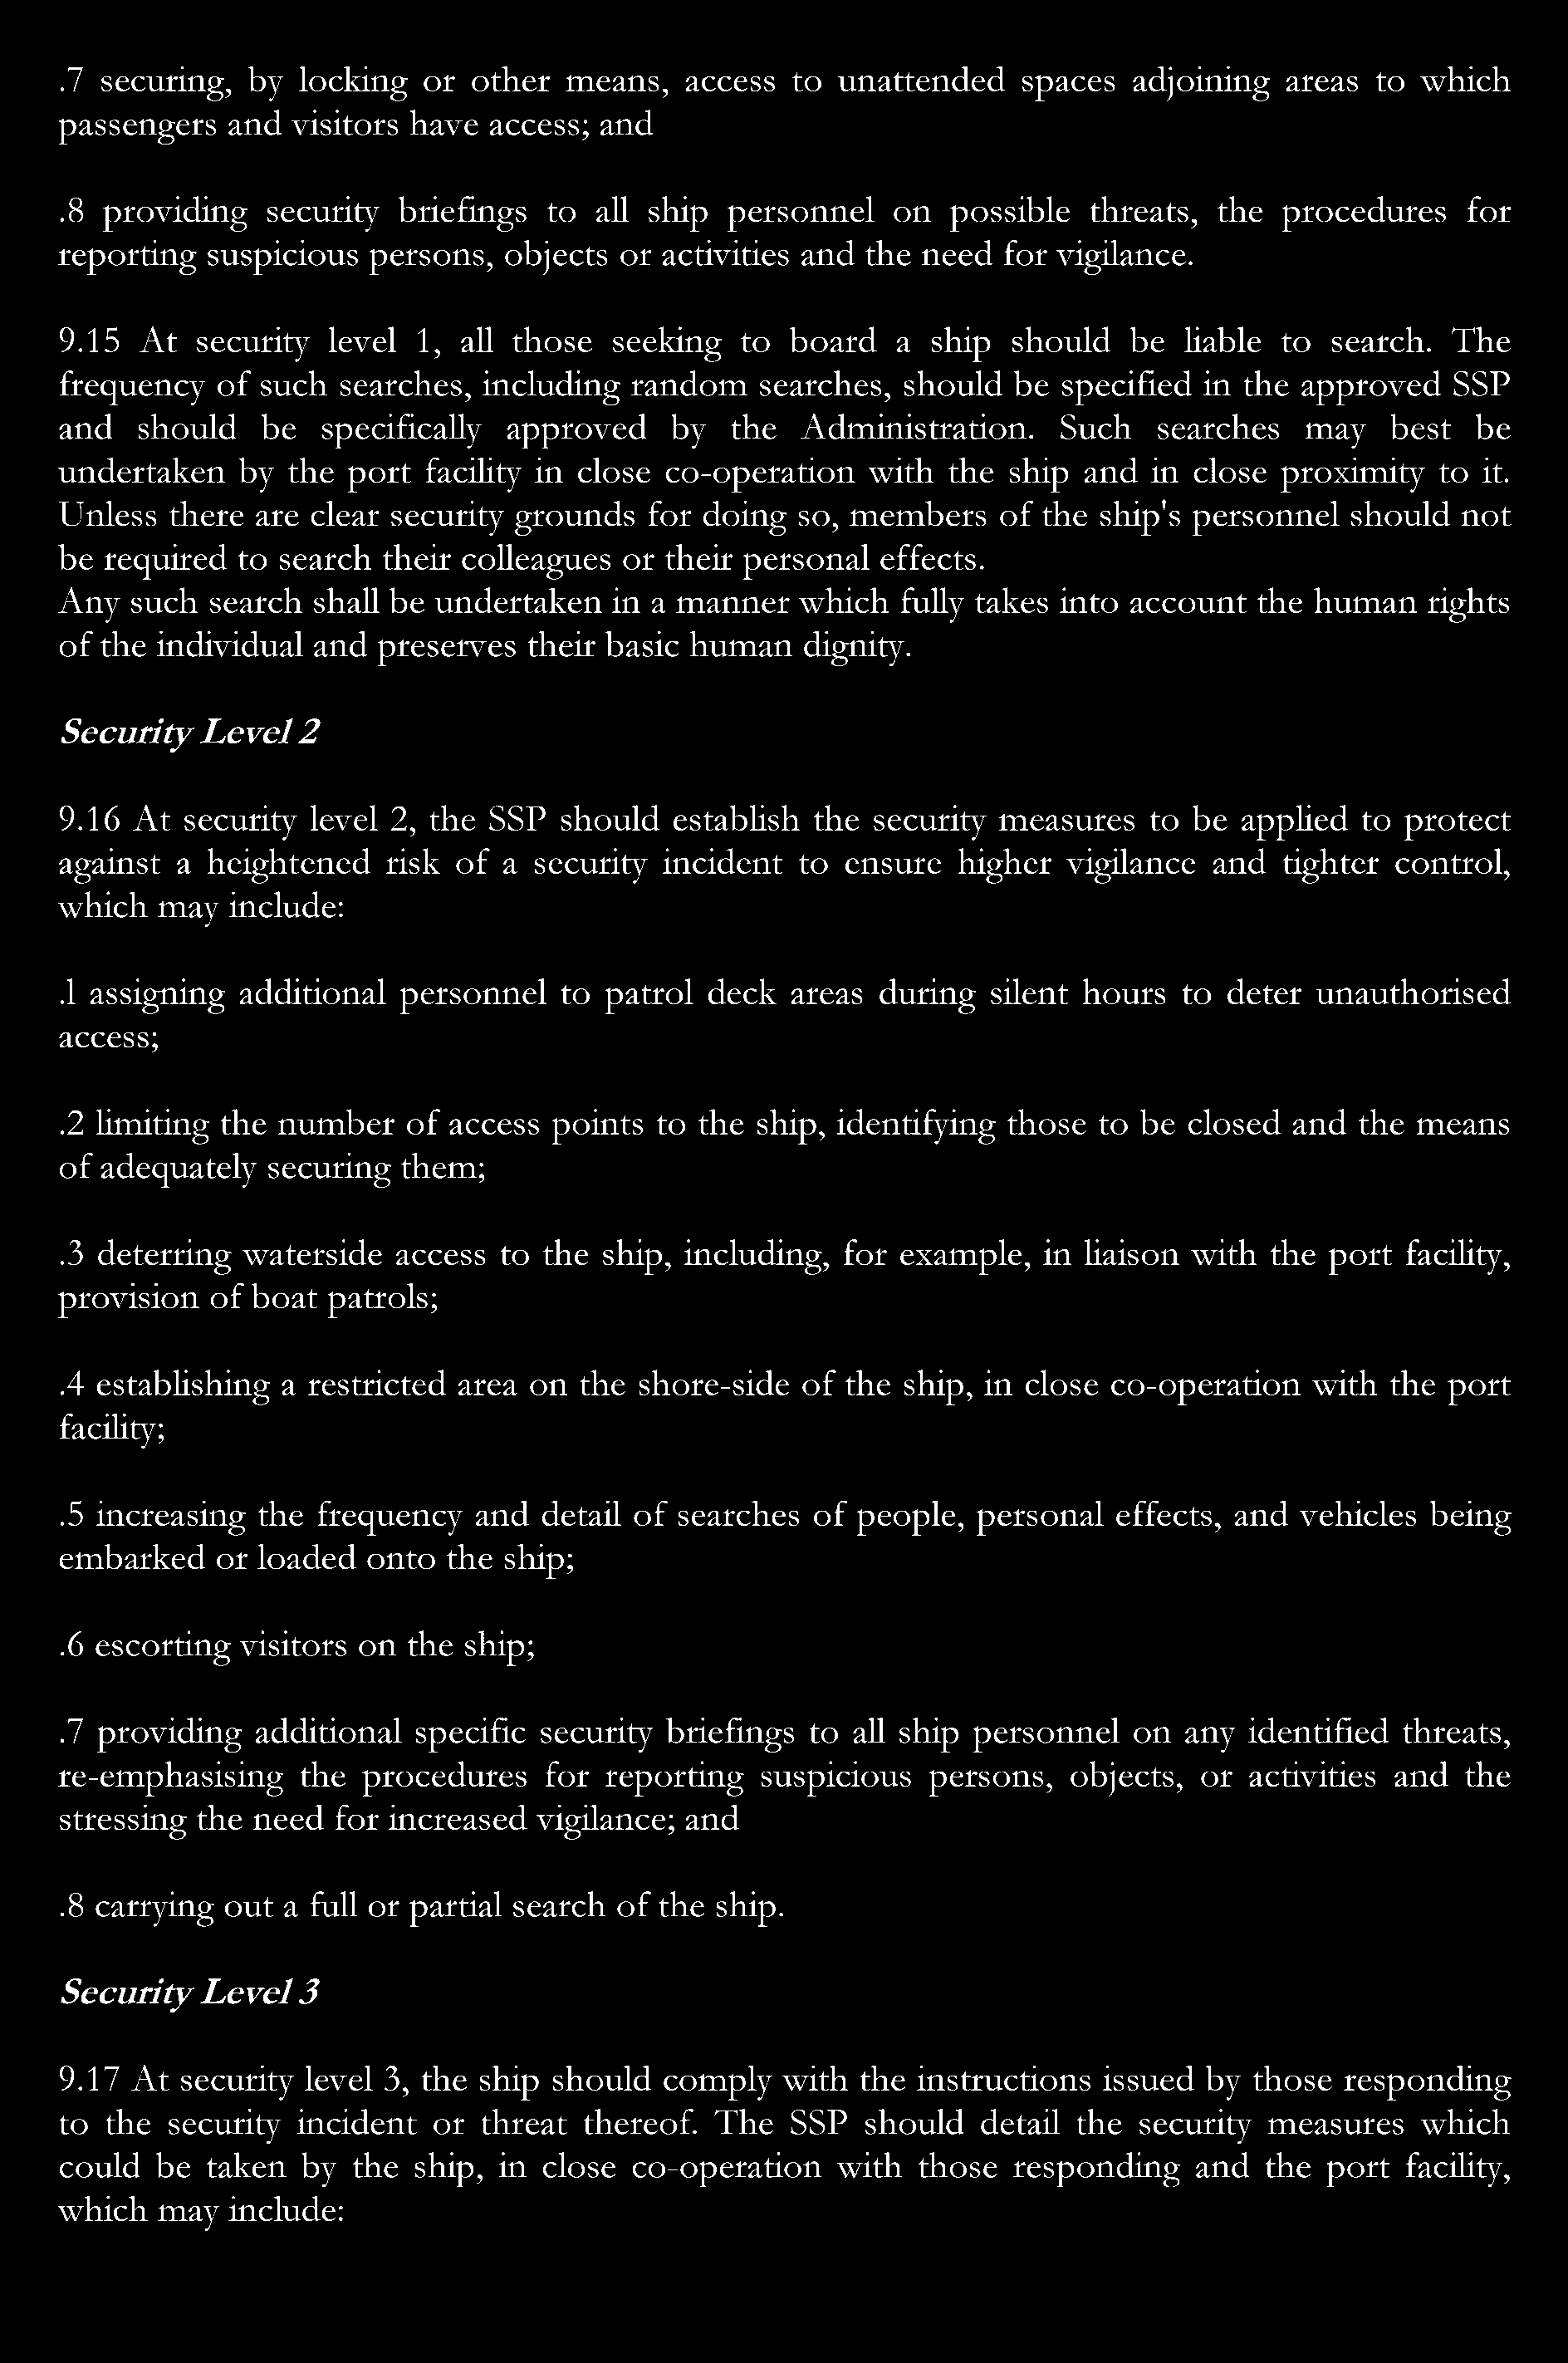 .7 securing, by locking or other means, access to unattended spaces adjoining areas to which
passengers and visitors have access; and
.8 providing security briefings to all ship personnel on possible threats, the procedures for
reporting suspicious persons, objects or activities and the need for vigilance.
9.15 At security level 1, all those seeking to board a ship should be liable to search. The
frequency of such searches, including random searches, should be specified in the approved SSP
and should be specifically approved by the Administration. Such searches may best be
undertaken by the port facility in close co-operation with the ship and in close proximity to it.
Unless there are clear security grounds for doing so, members of the ship's personnel should not
be required to search their colleagues or their personal effects.
Any such search shall be undertaken in a manner which fully takes into account the human rights
of the individual and preserves their basic human dignity.
Security Level 2
9.16 At security level 2, the SSP should establish the security measures to be applied to protect
against a heightened risk of a security incident to ensure higher vigilance and tighter control,
which may include:
.l assigning additional personnel to patrol deck areas during silent hours to deter unauthorised
access;
.2 limiting the number of access points to the ship, identifying those to be closed and the means
of adequately securing them;
.3 deterring waterside access to the ship, including, for example, in liaison with the port facility,
provision of boat patrols;
.4 establishing a restricted area on the shore-side of the ship, in close co-operation with the port
facility;
.5 increasing the frequency and detail of searches of people, personal effects, and vehicles being
embarked or loaded onto the ship;
.6 escorting visitors on the ship;
.7 providing additional specific security briefings to all ship personnel on any identified threats,
re-emphasising the procedures for reporting suspicious persons, objects, or activities and the
stressing the need for increased vigilance; and
.8 carrying out a full or partial search of the ship.
Security Level 3
9.17 At security level 3, the ship should comply with the instructions issued by those responding
to the security incident or threat thereof. The SSP should detail the security measures which
could be taken by the ship, in close co-operation with those responding and the port facility,
which may include: